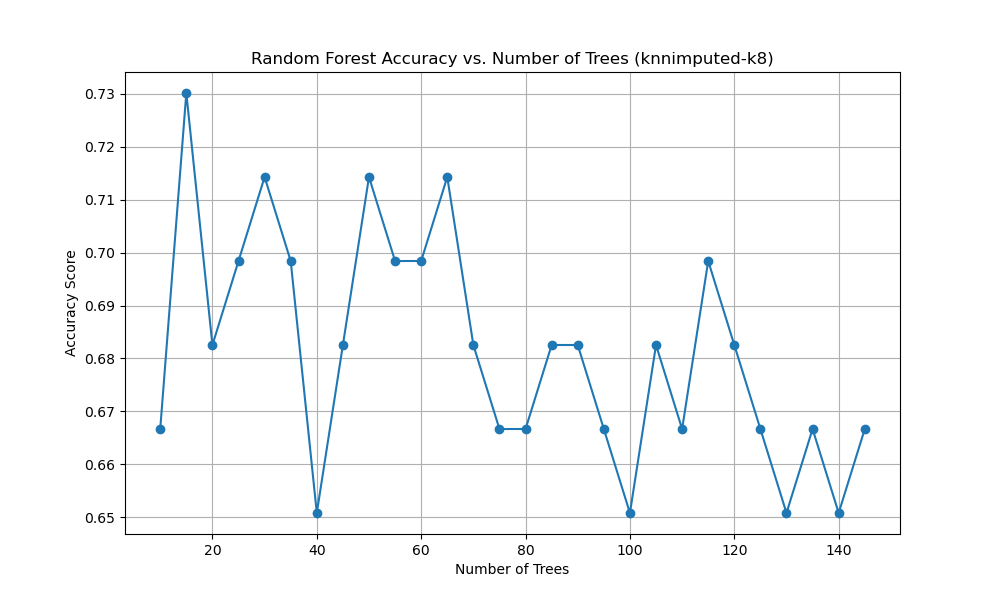 Random Forest Accuracy vs. Number of Trees (knnimputed-k8)
Accuracy Score
0.73
0.72
0.71
0.70
0.69
0.68
0.67
0.66
0.65
20 40 60 80 100 120 140
Number of Trees